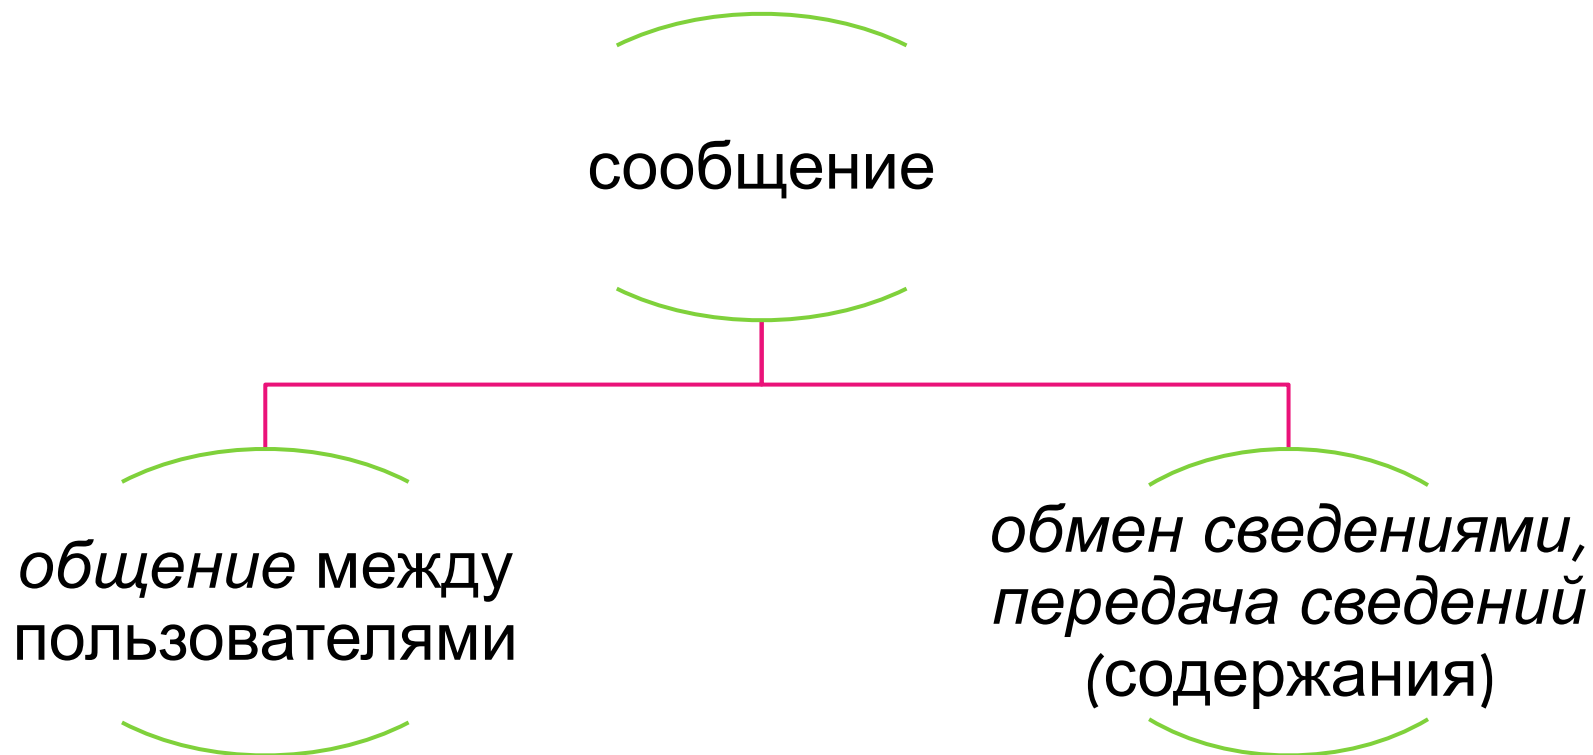 сообщение
общение между
пользователями
обмен сведениями,
передача сведений
(содержания)